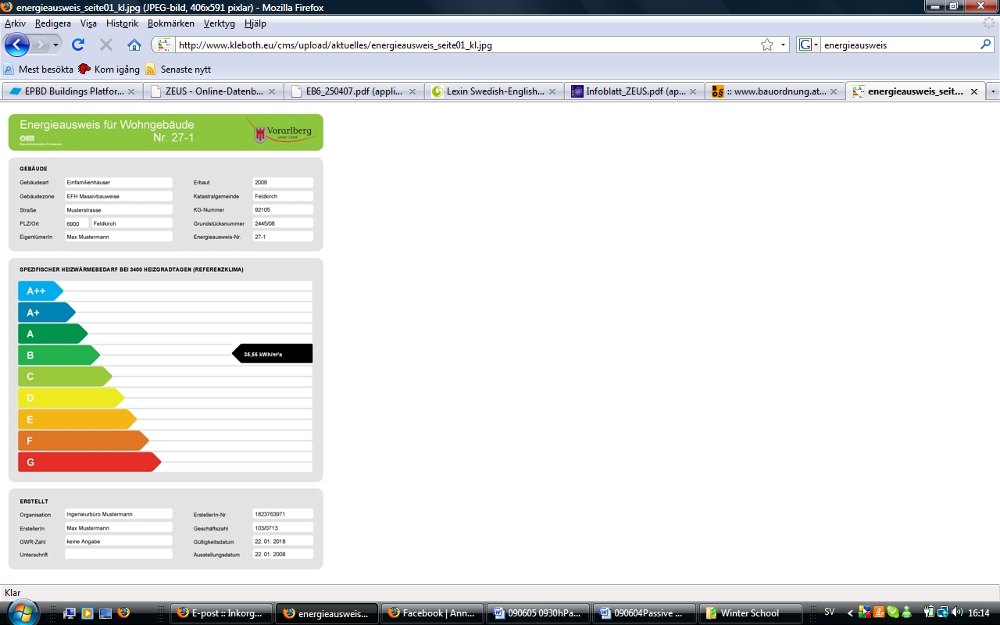 energieausweis_seite01_kl.jpg (JPEG-bild, 406x591 pixlar) - Mozilla Firefox
Arkiv Redigera Visa Historik Bokmärken Verktyg Hjälp
http://www.kleboth.eu/cms/upload/aktuelles/energieausweis_seite01_kl.jpg
energieausweis
Mest besökta Kom igång Senaste nytt
EPBD Buildings Platfor... ZEUS - Online-Datenb... EB6_250407.pdf (appli... Lexin Swedish-English... Infoblatt_ZEUS.pdf (ap... :: www.bauordnung.at... energieausweis_seit...
Energieausweis für Wohngebäude
Nr. 27-1
OIB
Vorarlberg
unser Land
GEBÄUDE
Gebäudeart Einfamilienhäuser Erbaut 2008
Gebäudezone EFH Massivbauweise Katastralgemeinde Feldkirch
Straße Musterstrasse KG-Nummer 92105
PLZ/Ort 6900 Feldkirch Grundstücksnummer 2445/08
EigentümerIn Max Mustermann Energieausweis-Nr. 27-1
SPEZIFISCHER HEIZWÄRMEBEDARF BEI 3400 HEIZGRADTAGEN (REFERENZKLIMA)
A++
A+
A
B 35,55 kWh/m²a
C
D
E
F
G
ERSTELLT
Organisation Ingenieurbüro Mustermann ErstellerIn-Nr. 1823763971
ErstellerIn Max Mustermann Geschäftszahl 103/0713
GWR-Zahl keine Angabe Gültigkeitsdatum 22. 01. 2018
Unterschrift Ausstellungsdatum 22. 01. 2008
Klar
E-post :: Inkorg... energieausweis... Facebook | Ann... 090605 0930hPa... 090604Passive ... Winter School SV 16:14